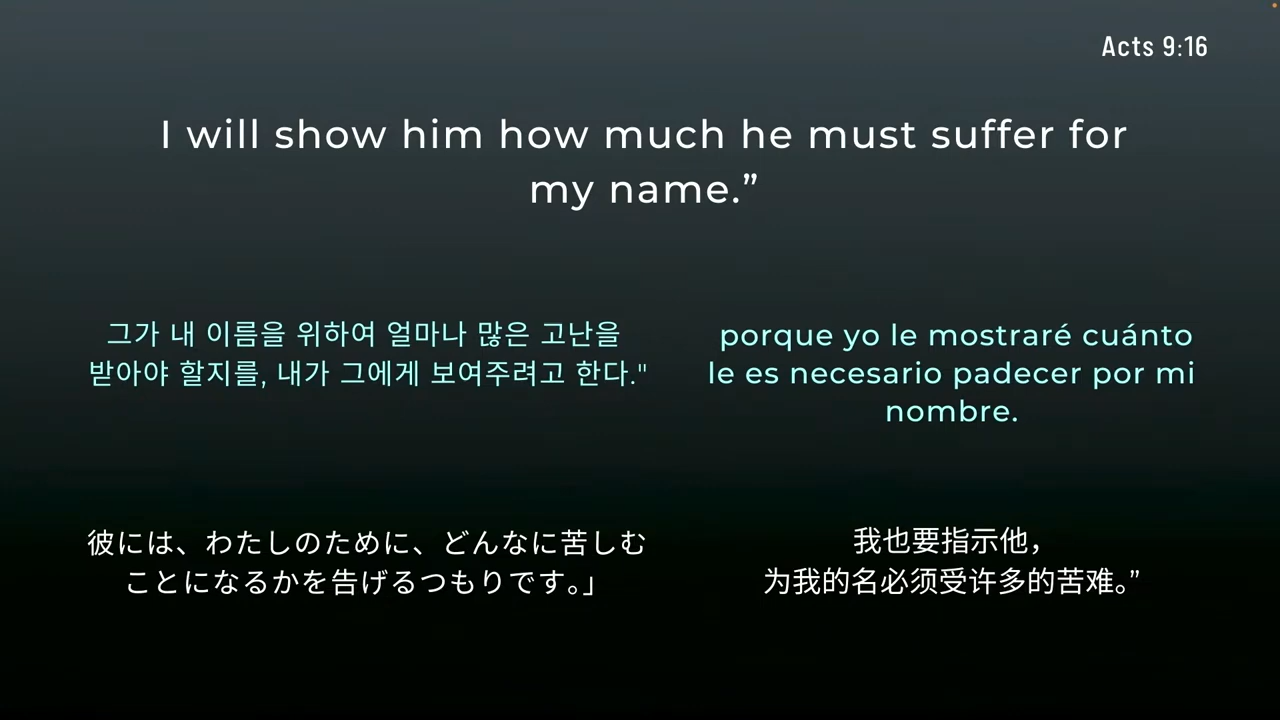 Acts 9:16
I will show him how much he must suffer for
my name.”
그가 내 이름을 위하여 얼마나 많은 고난을
받아야 할지를, 내가 그에게 보여주려고 한다."
porque yo le mostraré cuánto
le es necesario padecer por mi
nombre.
彼には、わたしのために、どんなに苦しむ
ことになるかを告げるつもりです。」
我也要指示他，
为我的名必须受许多的苦难。”